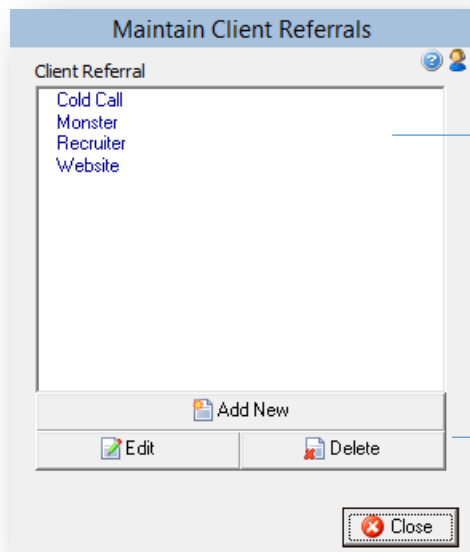 Maintain Client Referrals
Client Referral
Cold Call
Monster
Recruiter
Website
Add New
Edit
Delete
Close